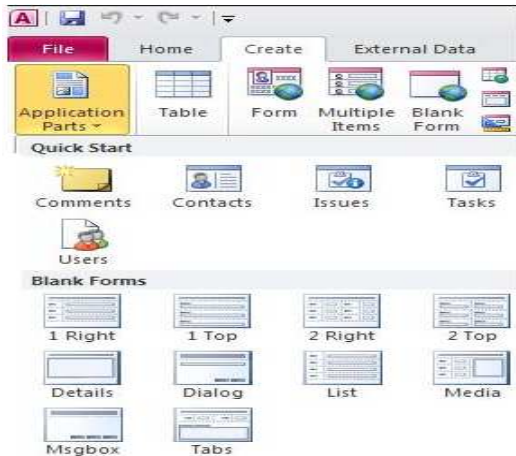 A
File Home Create External Data
Application Parts Table Form Multiple Items Blank Form
Quick Start
Comments Contacts Issues Tasks
Users
Blank Forms
1 Right 1 Top 2 Right 2 Top
Details Dialog List Media
Msgbox Tabs